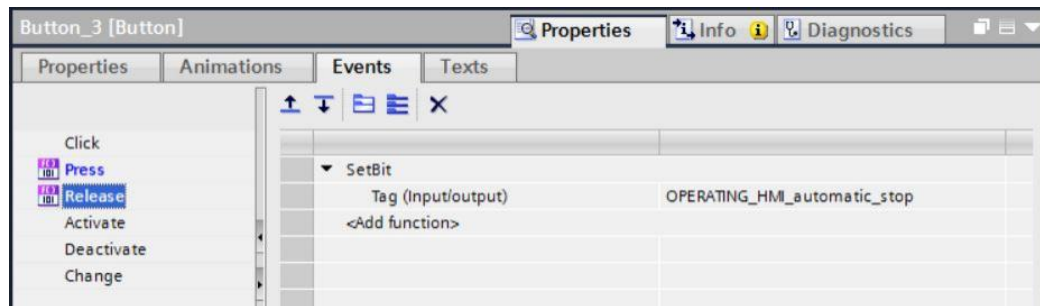 Button_3 [Button]
Properties Info Diagnostics
Properties Animations Events Texts
Click
Press
Release
Activate
Deactivate
Change
SetBit
Tag (Input/output) OPERATING_HMI_automatic_stop
<Add function>